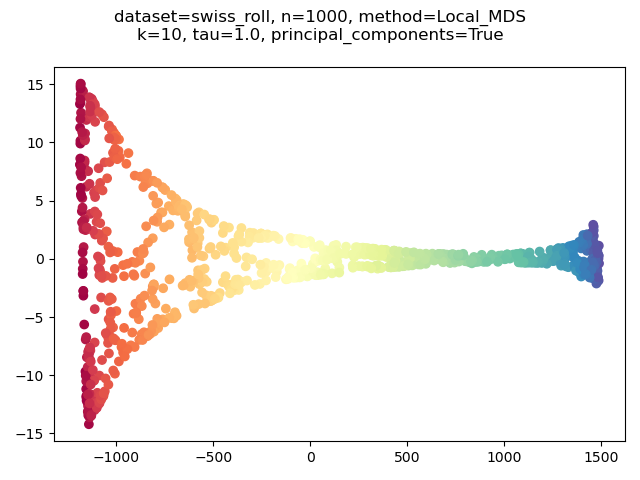 dataset=swiss_roll, n=1000, method=Local_MDS
k=10, tau=1.0, principal_components=True
15
10
5
0
−5
−10
−15
−1000 −500 0 500 1000 1500